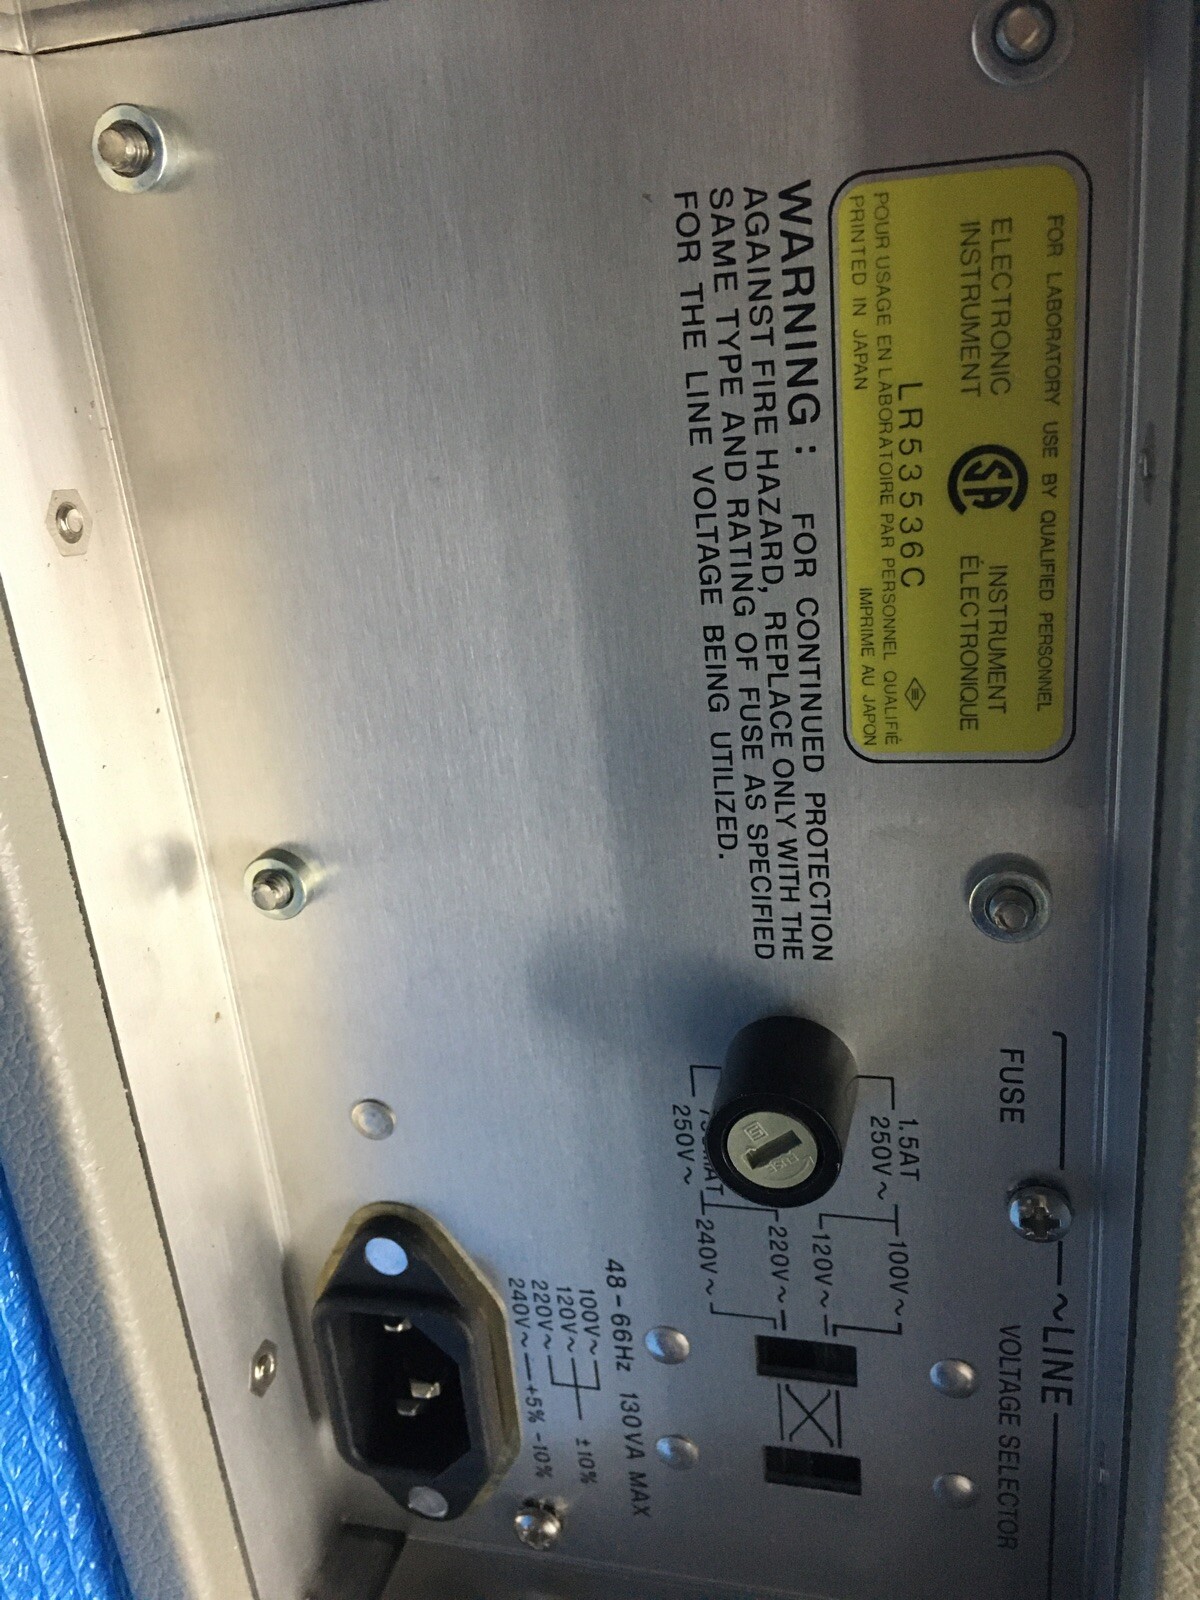 FOR LABORATORY USE BY QUALIFIED PERSONNEL
ELECTRONIC
INSTRUMENT
INSTRUMENT
ÉLECTRONIQUE
LR53536C
POUR USAGE EN LABORATOIRE PAR PERSONNEL QUALIFIÉ
PRINTED IN JAPAN
IMPRIME AU JAPON
WARNING : FOR CONTINUED PROTECTION
AGAINST FIRE HAZARD, REPLACE ONLY WITH THE
SAME TYPE AND RATING OF FUSE AS SPECIFIED
FOR THE LINE VOLTAGE BEING UTILIZED.
~LINE
FUSE
VOLTAGE SELECTOR
1.5AT
250V~
100V~
120V~
220V~
240V~
250V~
FUSE
48-66Hz 130VA MAX
100V~
120V~ ±10%
220V~
240V~ +5% -10%